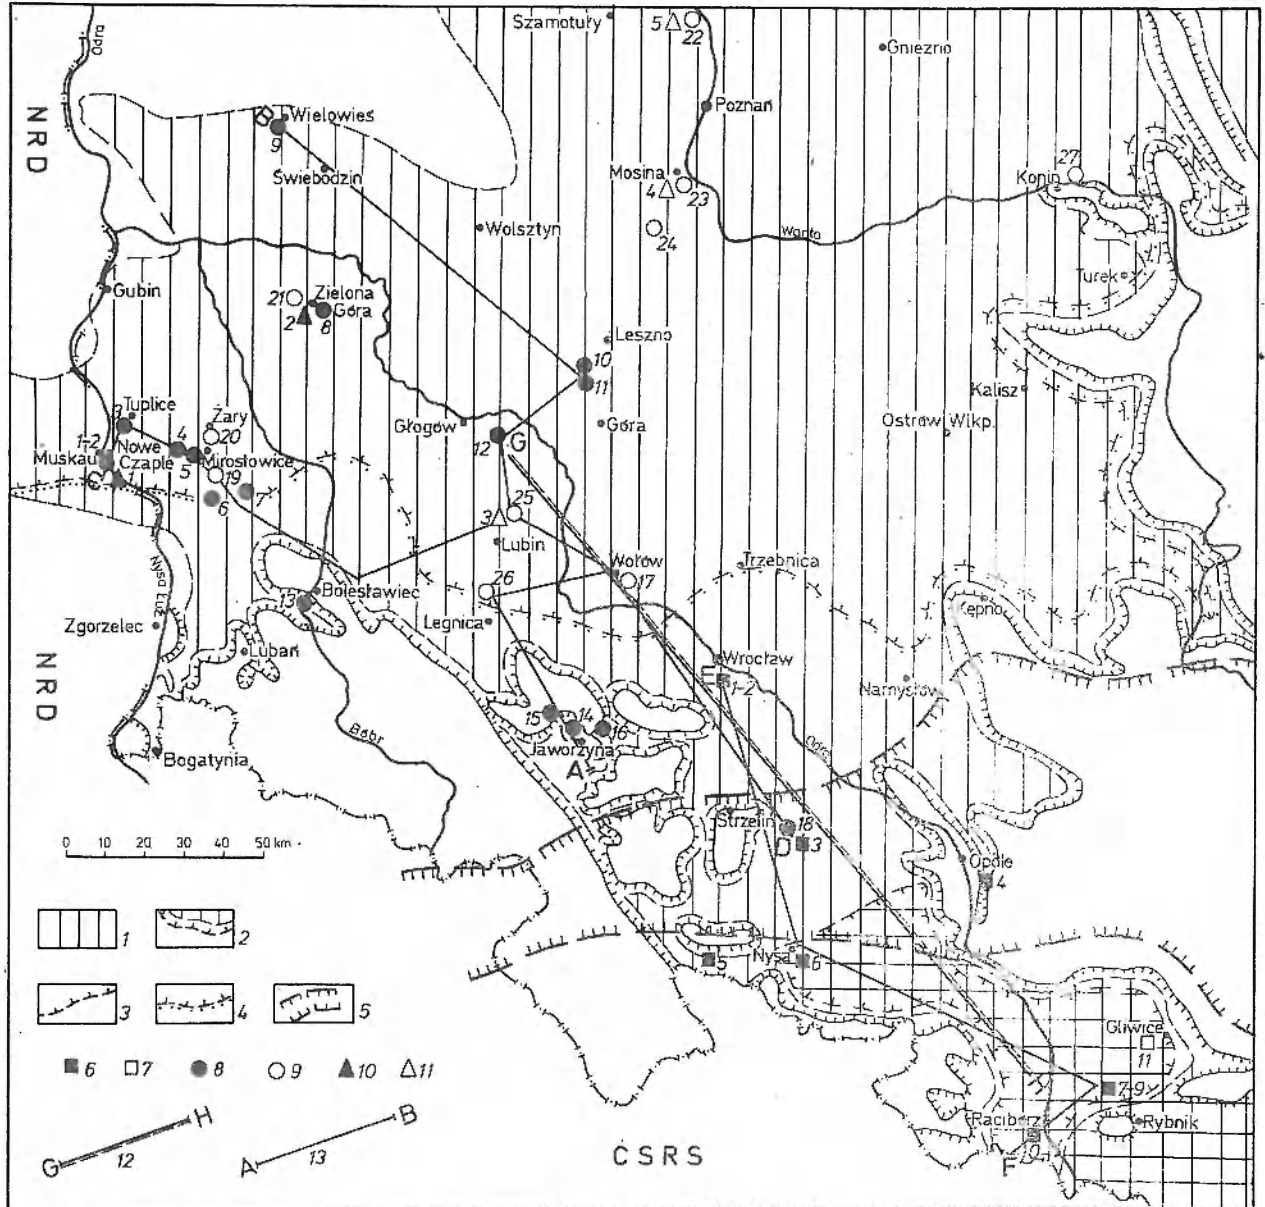 Szamotuły
5
22
Odra
Gniezno
NRD
Wielowieś
9
Poznań
Świebodzin
Mosina
4
23
27
Konin
24
Wolsztyn
Warta
Turek
Gubin
21
Zielona
Góra
2
8
Leszno
10
11
Kalisz
Tuplice
3
Żary
20
4
Głogów
12
G
Góra
Ostrów Wlkp.
1-2
Nowe
Muskau
Czaple
5
Mirosławice
19
C
1
6
7
25
3
Lubin
Wołów
17
Trzebnica
26
Nysa Łuż.
13
Bolesławiec
Legnica
Kępno
Zgorzelec
Lubań
NRD
Wrocław
E
1-2
Namysłów
15
14
16
Jaworzyna
A
Bóbr
Bogatynia
Odra
0 10 20 30 40 50 km
Strzelin
18
D
3
Opole
4
1
2
Nysa
5
6
3
4
5
Gliwice
11
6
7
8
9
10
11
7-9
Racibórz
Rybnik
10
F
G
H
12
A
B
13
ČSRS